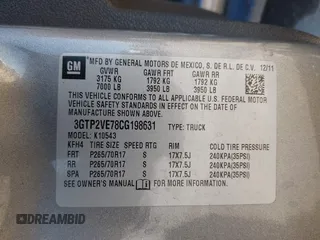 GM MFD BY GENERAL MOTORS DE MEXICO, S. DE R.L. DE C.V. 12/11
GVWR GAWR FRT GAWR RR
3175 KG 1792 KG 1792 KG
7000 LB 3950 LB 3950 LB
THIS VEHICLE CONFORMS TO ALL APPLICABLE U.S. FEDERAL
MOTOR VEHICLE SAFETY STANDARDS IN EFFECT ON THE DATE OF
MANUFACTURE SHOWN ABOVE.
3GTP2VE78CG198631 TYPE: TRUCK
MODEL: K10543
KFH4 TIRE SIZE SPEED RTG RIM COLD TIRE PRESSURE
FRT P265/70R17 S 17X7.5J 240KPA(35PSI)
RR P265/70R17 S 17X7.5J 240KPA(35PSI)
SPA P265/70R17 S 17X7.5J 240KPA(35PSI)
SEE OWNER'S MANUAL FOR MORE INFORMATION.
DREAMBID